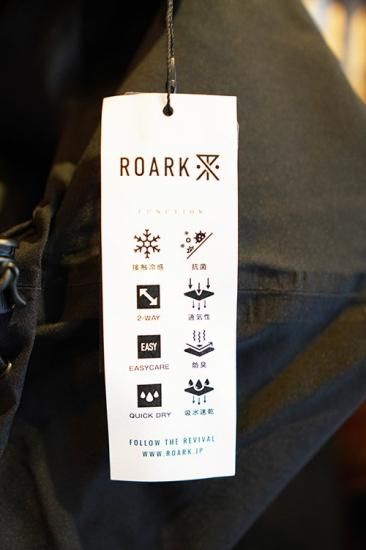 ROARK
FUNCTION
接触冷感 抗菌
2-WAY 通気性
EASY
EASYCARE 防臭
QUICK DRY 吸水速乾
FOLLOW THE REVIVAL
WWW.ROARK.JP